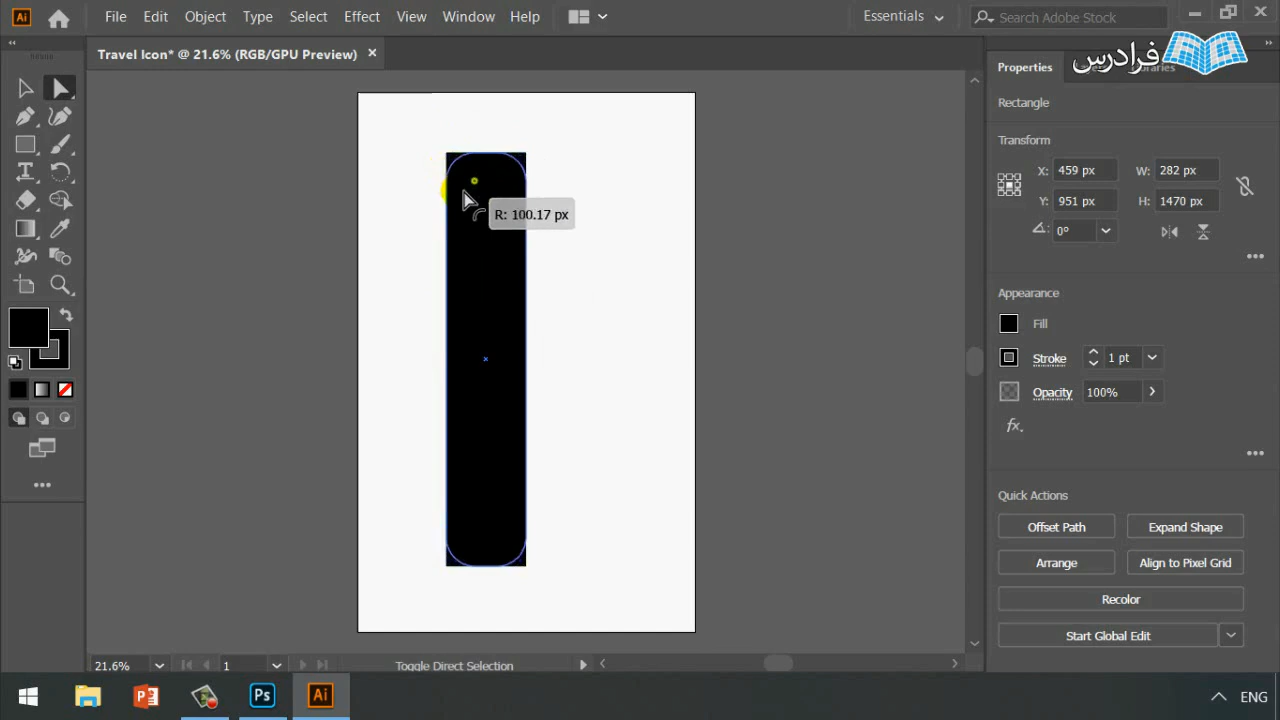 File Edit Object Type Select Effect View Window Help
Essentials
Search Adobe Stock
Travel Icon* @ 21.6% (RGB/GPU Preview)
فرادرس
Properties
Rectangle
Transform
X: 459 px W: 282 px
Y: 951 px H: 1470 px
0°
R: 100.17 px
Appearance
Fill
Stroke 1 pt
Opacity 100%
fx.
Quick Actions
Offset Path Expand Shape
Arrange Align to Pixel Grid
Recolor
Start Global Edit
21.6% 1 Toggle Direct Selection
Ps Ai ENG